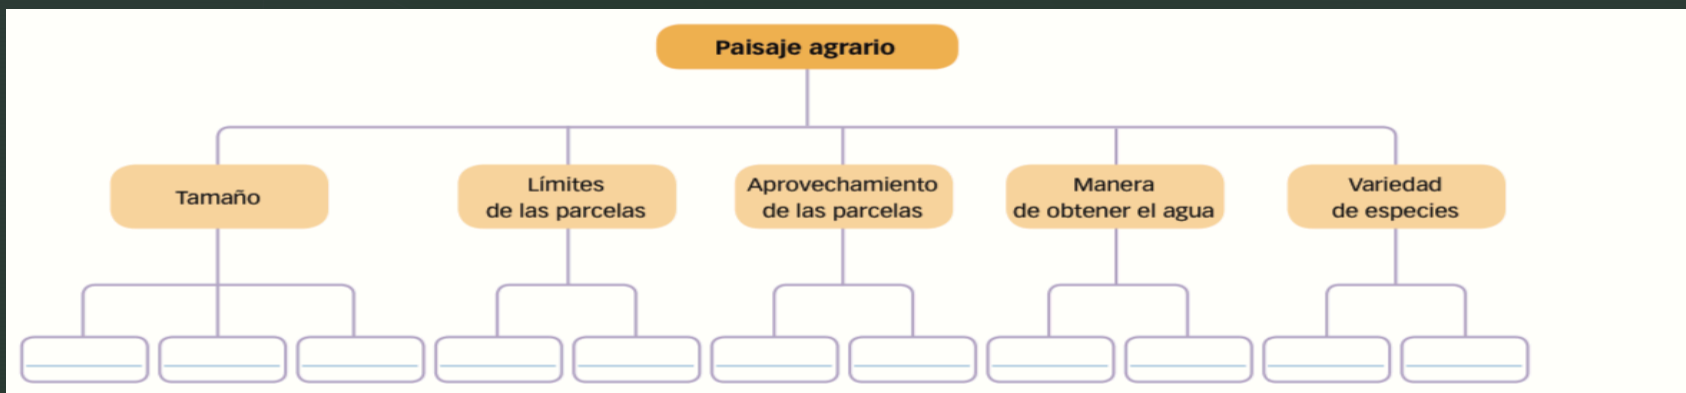 Paisaje agrario
Tamaño
Límites
de las parcelas
Aprovechamiento
de las parcelas
Manera
de obtener el agua
Variedad
de especies